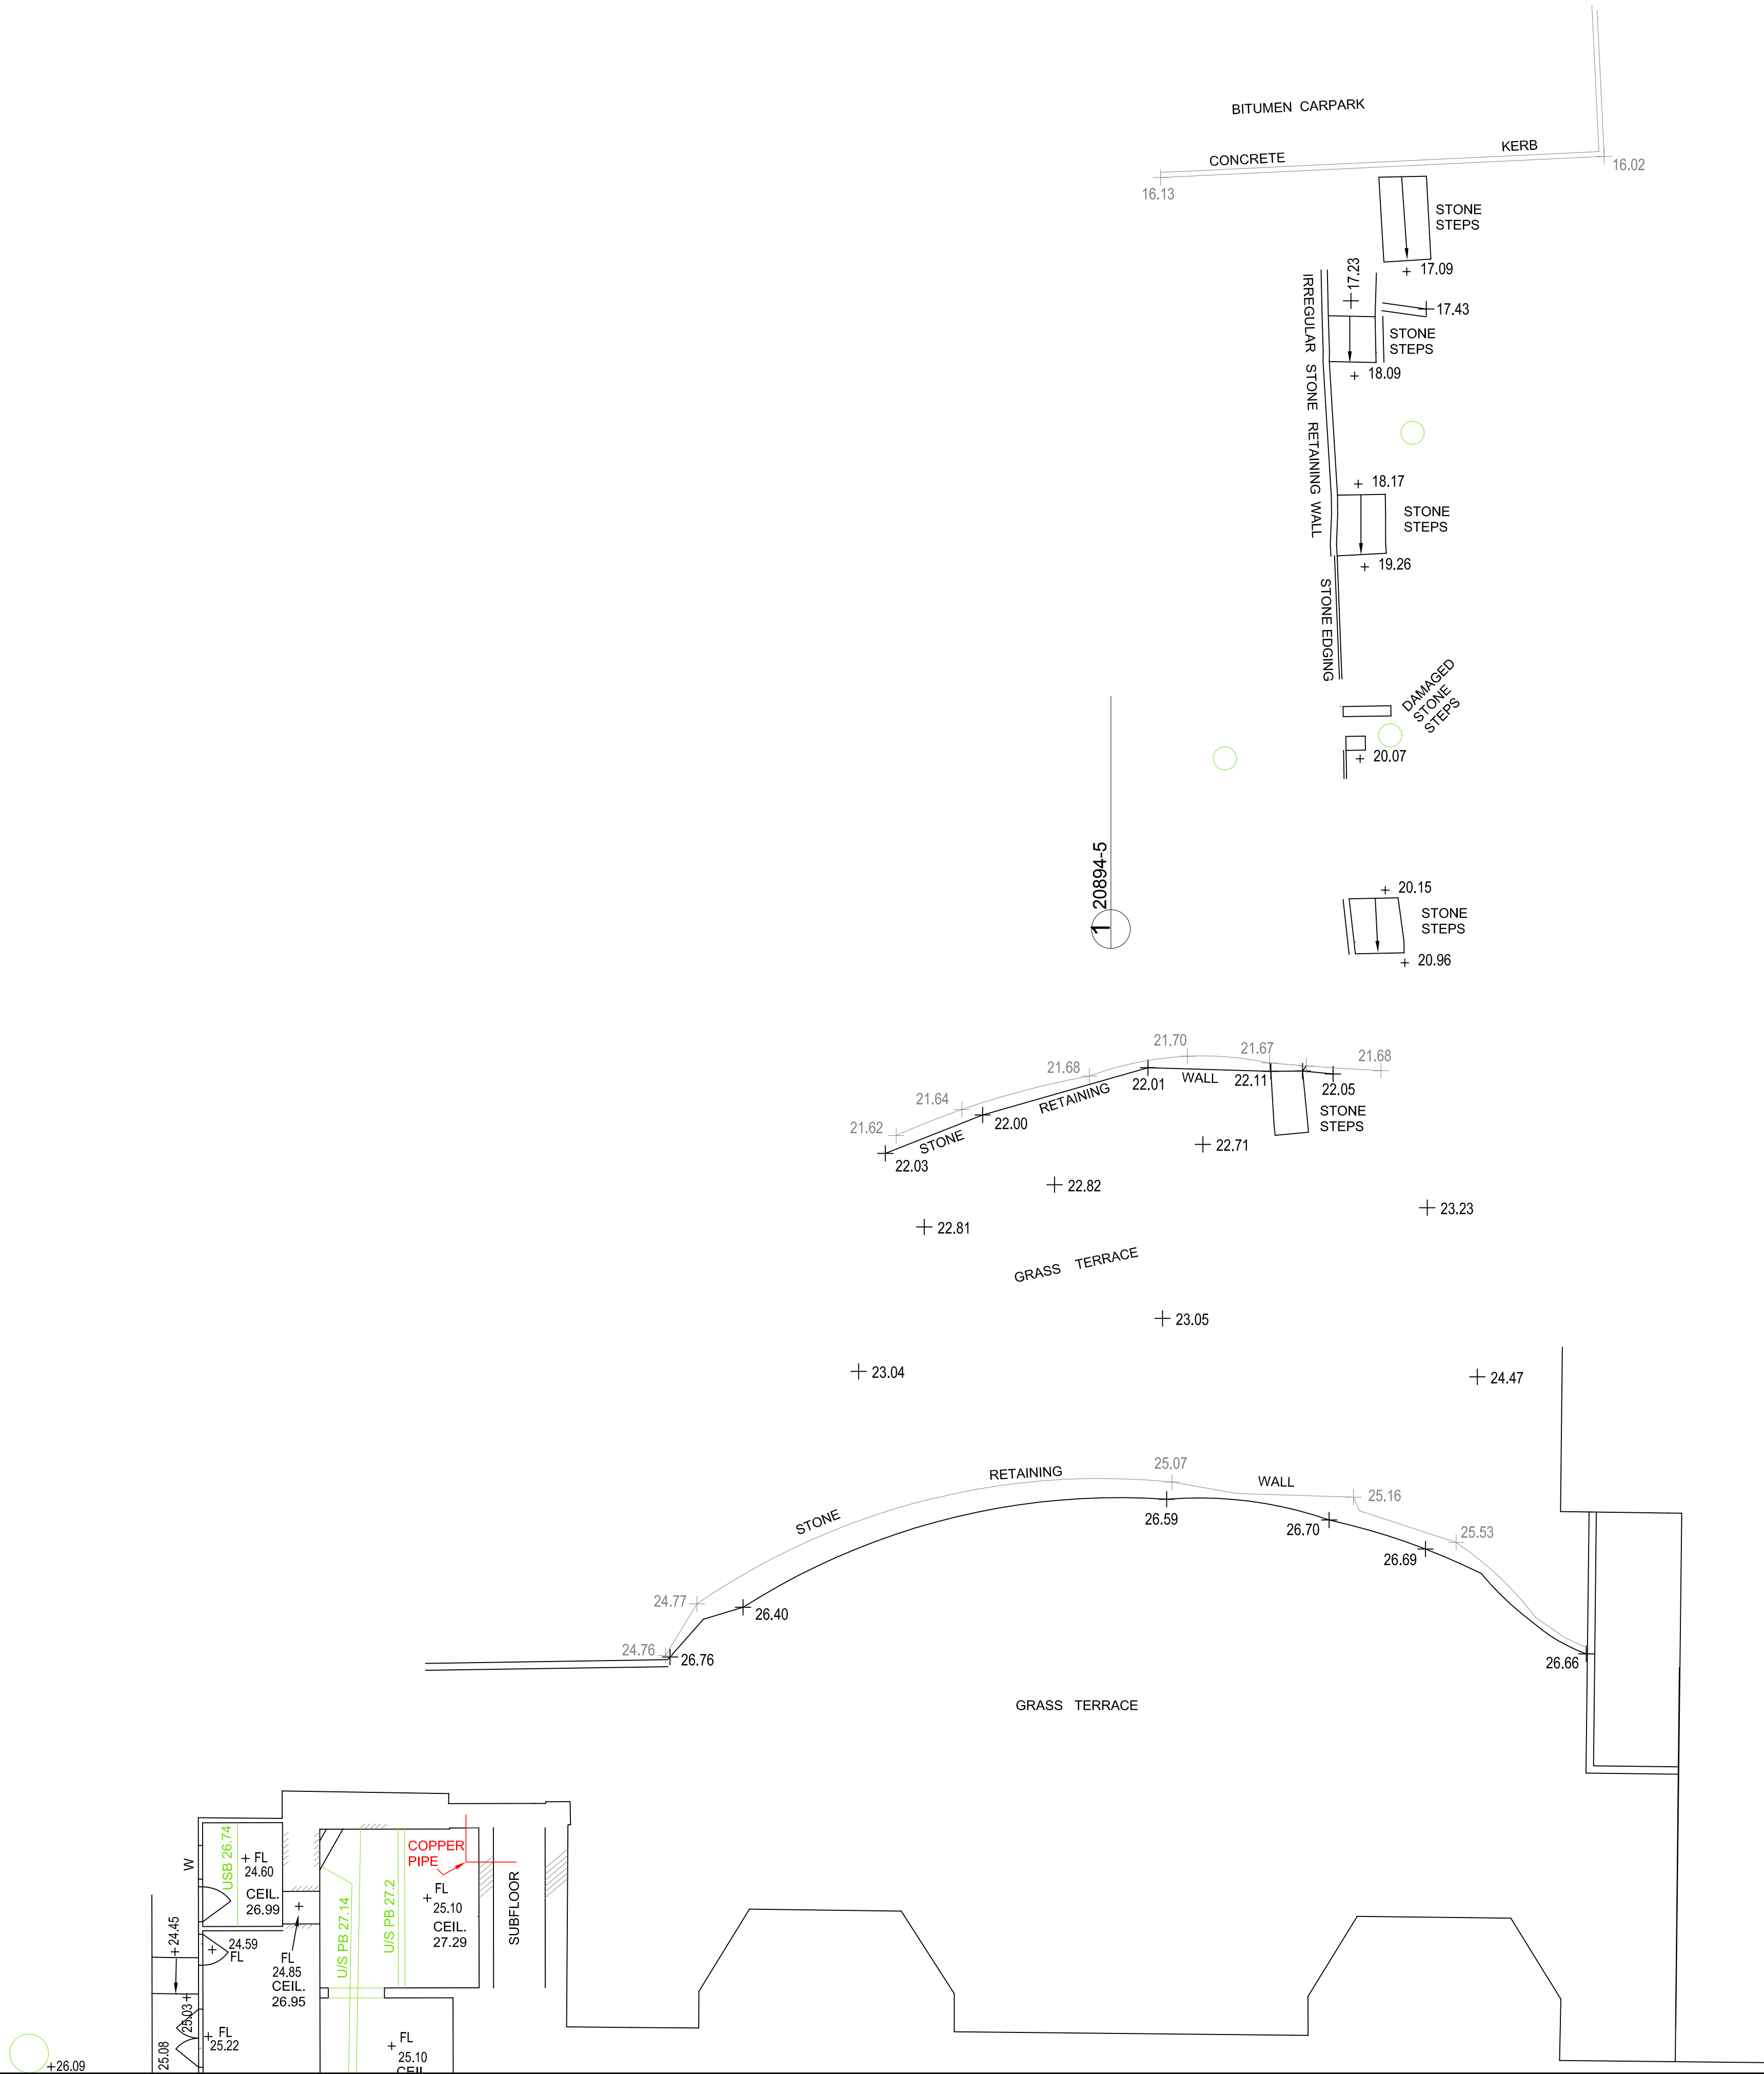 BITUMEN CARPARK
CONCRETE KERB
16.02
16.13
STONE
STEPS
17.09
17.23
17.43
STONE
STEPS
18.09
IRREGULAR STONE RETAINING WALL
18.17
STONE
STEPS
19.26
STONE EDGING
DAMAGED
STONE
STEPS
20.07
1 20894-5
20.15
STONE
STEPS
20.96
21.70
21.67
21.68
21.68
22.01
WALL
22.11
22.05
21.64
RETAINING
STONE
STEPS
22.00
21.62
STONE
22.03
22.71
22.82
23.23
22.81
GRASS TERRACE
23.05
23.04
24.47
25.07
RETAINING
WALL
25.16
STONE
26.59
26.70
25.53
26.69
24.77
26.40
24.76
26.76
26.66
GRASS TERRACE
COPPER
PIPE
USB 26.74
W
FL
24.60
CEIL.
26.99
FL
25.10
CEIL.
27.29
SUBFLOOR
U/S PB 27.14
U/S PB 27.2
24.45
24.59
FL
FL
24.85
CEIL.
26.95
25.03
FL
25.22
25.08
FL
25.10
CEIL
26.09